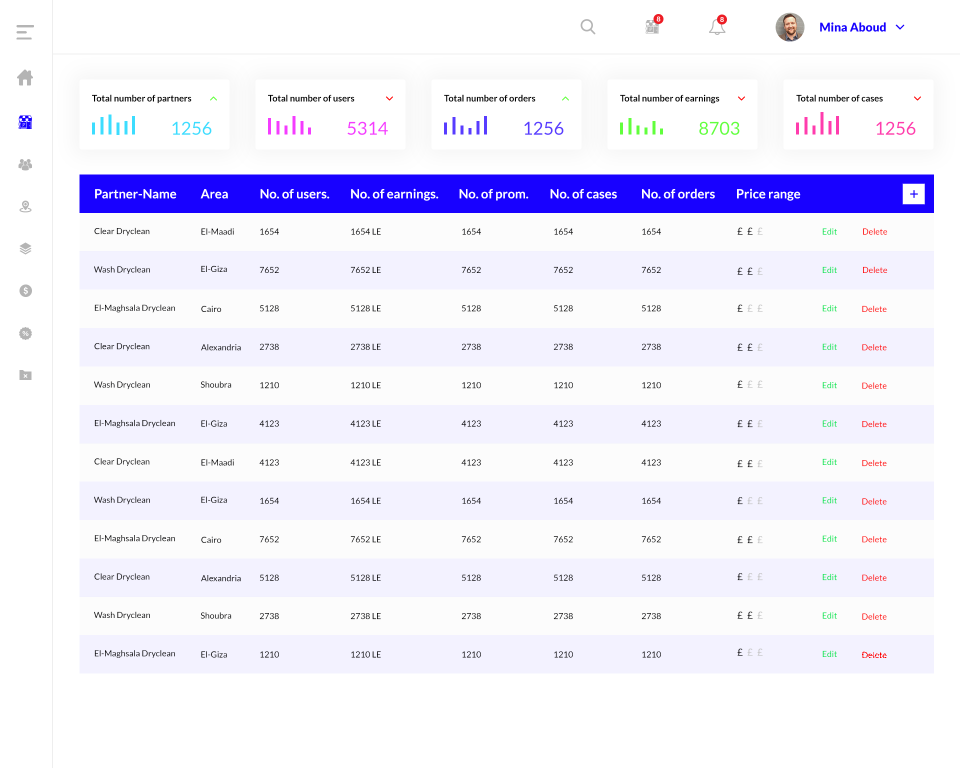 8
8
Mina Aboud
Total number of partners
1256
Total number of users
5314
Total number of orders
1256
Total number of earnings
8703
Total number of cases
1256
Partner-Name Area No. of users. No. of earnings. No. of prom. No. of cases No. of orders Price range +
Clear Dryclean El-Maadi 1654 1654 LE 1654 1654 1654 £ £ £ Edit Delete
Wash Dryclean El-Giza 7652 7652 LE 7652 7652 7652 £ £ £ Edit Delete
El-Maghsala Dryclean Cairo 5128 5128 LE 5128 5128 5128 £ £ £ Edit Delete
Clear Dryclean Alexandria 2738 2738 LE 2738 2738 2738 £ £ £ Edit Delete
Wash Dryclean Shoubra 1210 1210 LE 1210 1210 1210 £ £ £ Edit Delete
El-Maghsala Dryclean El-Giza 4123 4123 LE 4123 4123 4123 £ £ £ Edit Delete
Clear Dryclean El-Maadi 4123 4123 LE 4123 4123 4123 £ £ £ Edit Delete
Wash Dryclean El-Giza 1654 1654 LE 1654 1654 1654 £ £ £ Edit Delete
El-Maghsala Dryclean Cairo 7652 7652 LE 7652 7652 7652 £ £ £ Edit Delete
Clear Dryclean Alexandria 5128 5128 LE 5128 5128 5128 £ £ £ Edit Delete
Wash Dryclean Shoubra 2738 2738 LE 2738 2738 2738 £ £ £ Edit Delete
El-Maghsala Dryclean El-Giza 1210 1210 LE 1210 1210 1210 £ £ £ Edit Delete